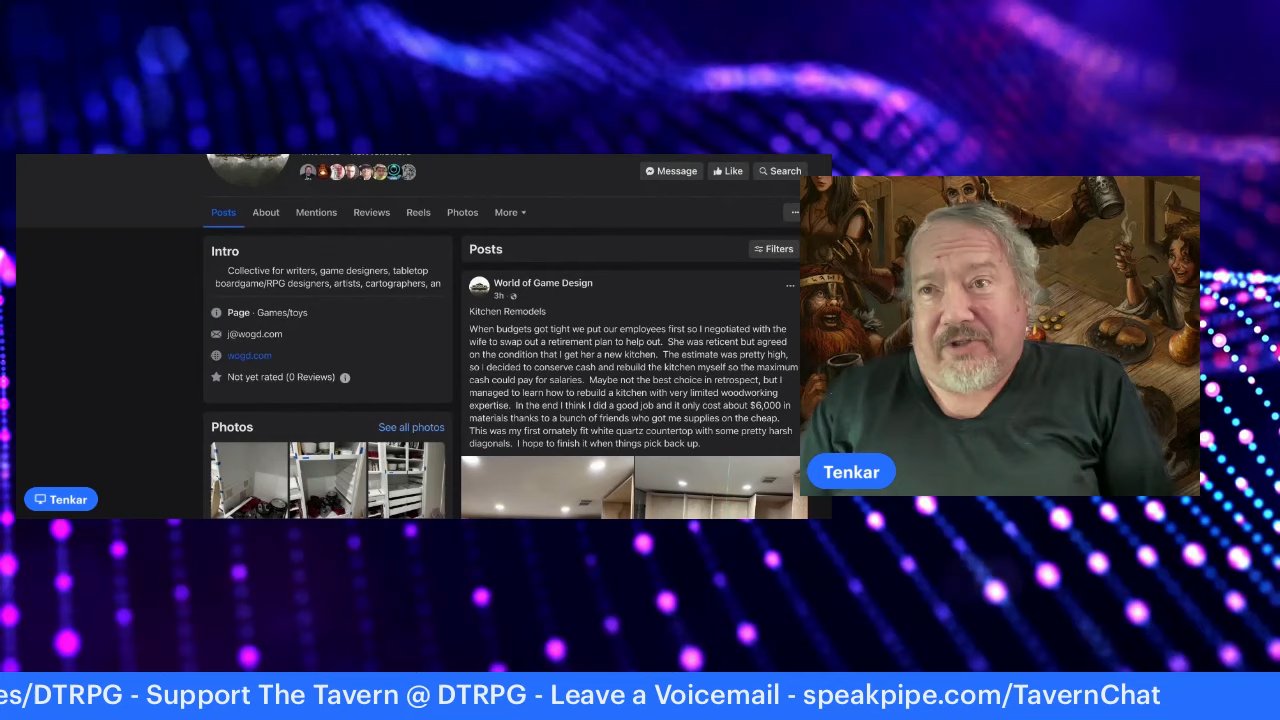 Message
Like
Search
Posts
About
Mentions
Reviews
Reels
Photos
More
Intro
Collective for writers, game designers, tabletop
boardgame/RPG designers, artists, cartographers, an
Page · Games/toys
j@wogd.com
wogd.com
Not yet rated (0 Reviews)
Photos
See all photos
Posts
Filters
World of Game Design
3h ·
Kitchen Remodels
When budgets got tight we put our employees first so I negotiated with the
wife to swap out a retirement plan to help out. She was reticent but agreed
on the condition that I get her a new kitchen. The estimate was pretty high,
so I decided to conserve cash and rebuild the kitchen myself so the maximum
cash could pay for salaries. Maybe not the best choice in retrospect, but I
managed to learn how to rebuild a kitchen with very limited woodworking
expertise. In the end I think I did a good job and it only cost about $6,000 in
materials thanks to a bunch of friends who got me supplies on the cheap.
This was my first ornately fit white quartz countertop with some pretty harsh
diagonals. I hope to finish it when things pick back up.
Tenkar
Tenkar
es/DTRPG - Support The Tavern @ DTRPG - Leave a Voicemail - speakpipe.com/TavernChat